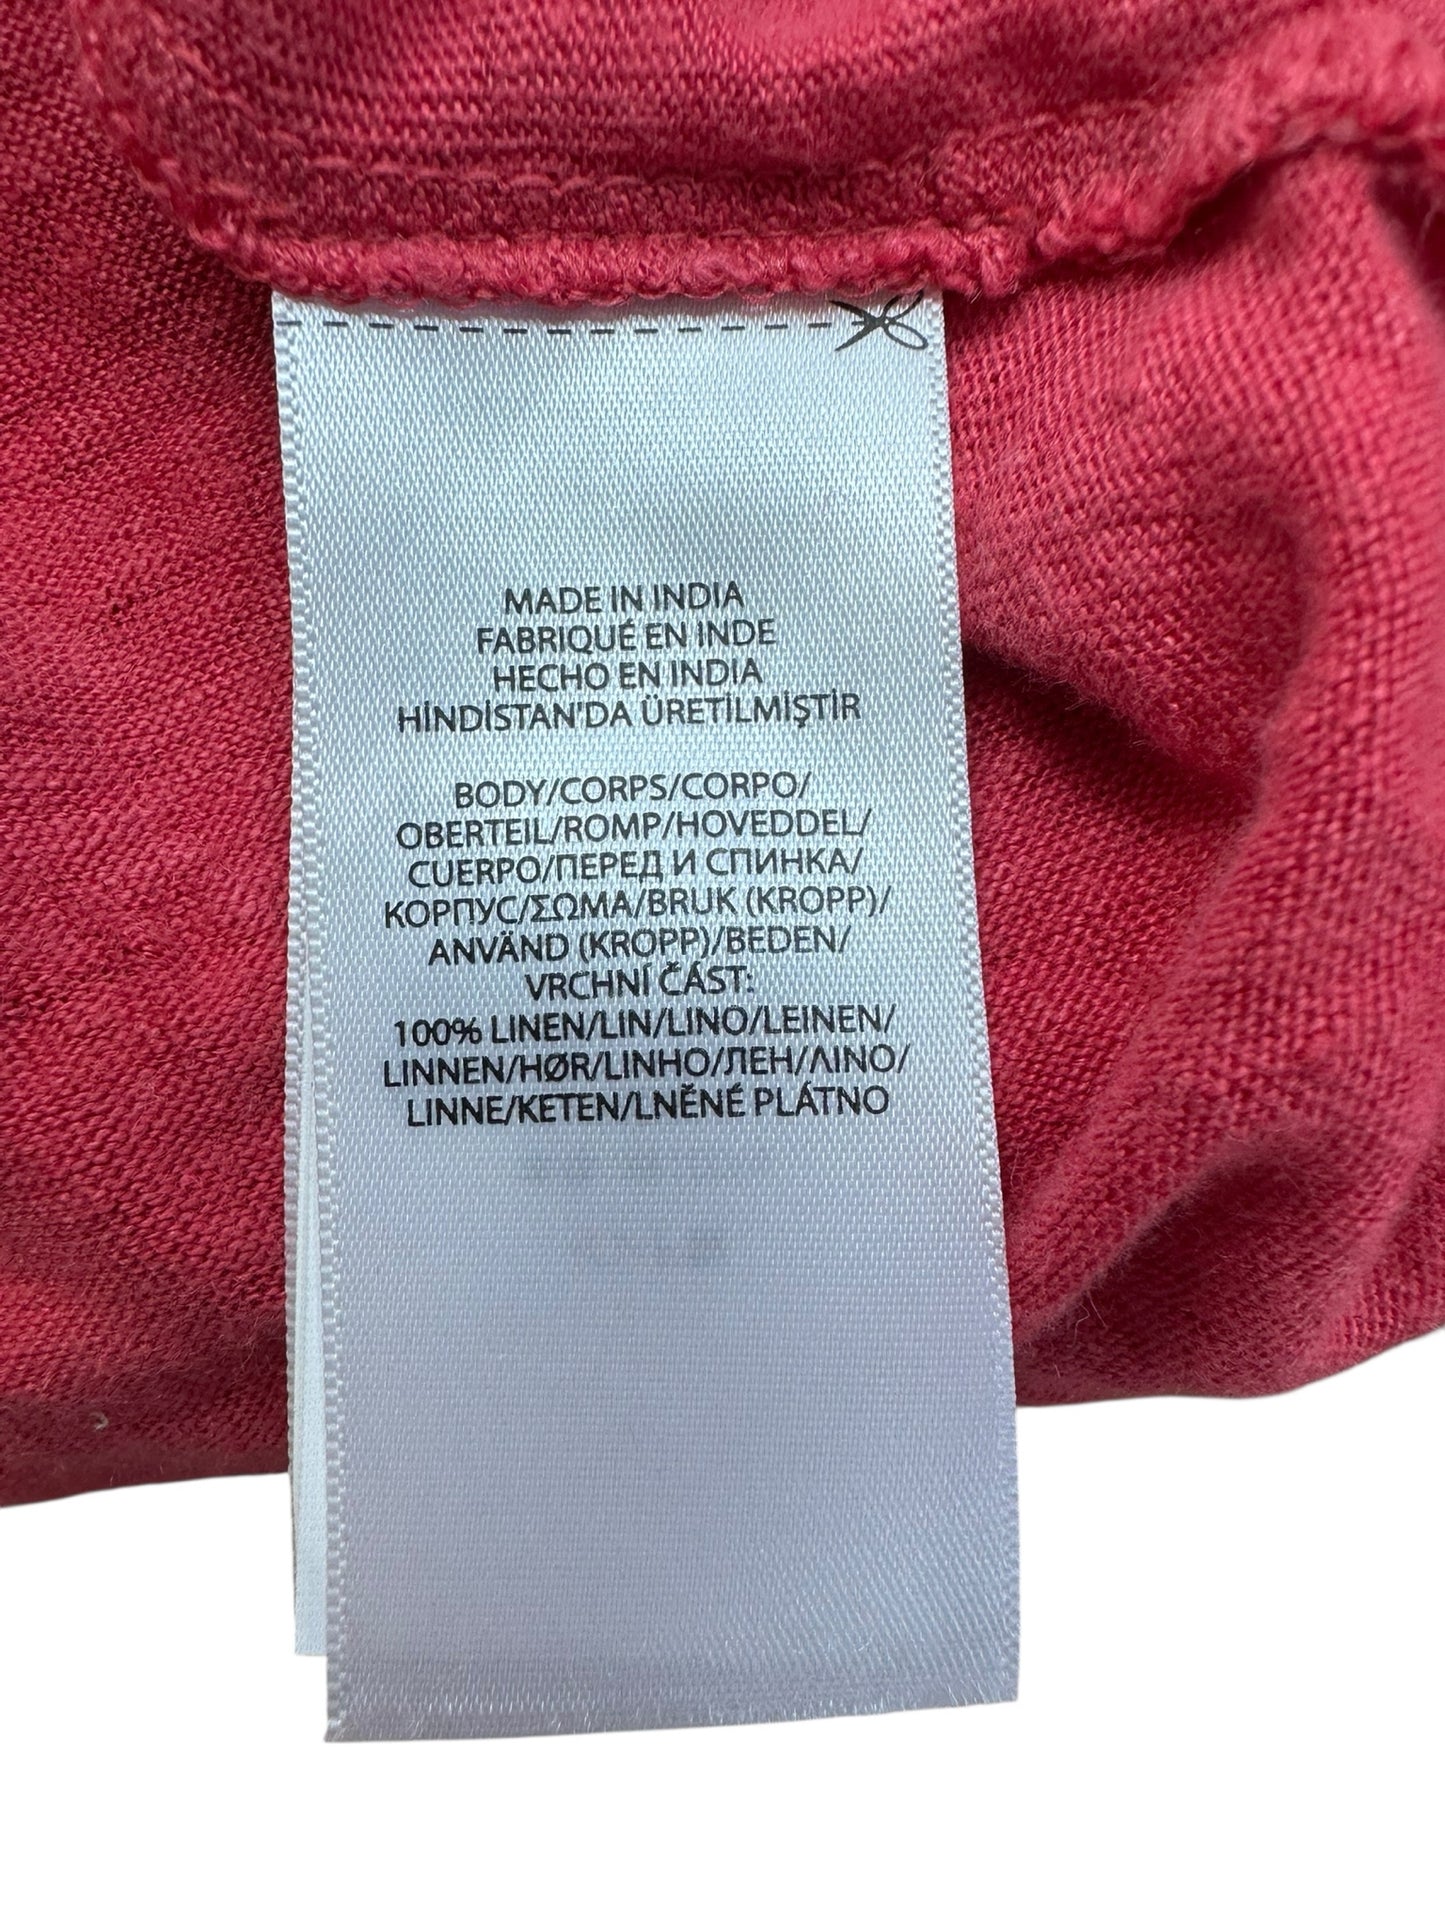 MADE IN INDIA
FABRIQUÉ EN INDE
HECHO EN INDIA
HİNDİSTAN'DA ÜRETİLMİŞTİR
BODY/CORPS/CORPO/
OBERTEIL/ROMP/HOVEDDEL/
CUERPO/ПЕРЕД И СПИНКА/
КОРПУС/ΣΩΜΑ/BRUK (KROPP)/
ANVÄND (KROPP)/BEDEN/
VRCHNÍ ČÁST:
100% LINEN/LIN/LINO/LEINEN/
LINNEN/HØR/LINHO/ЛЕН/ΛΙΝΟ/
LINNE/KETEN/LNĚNÉ PLÁTNO